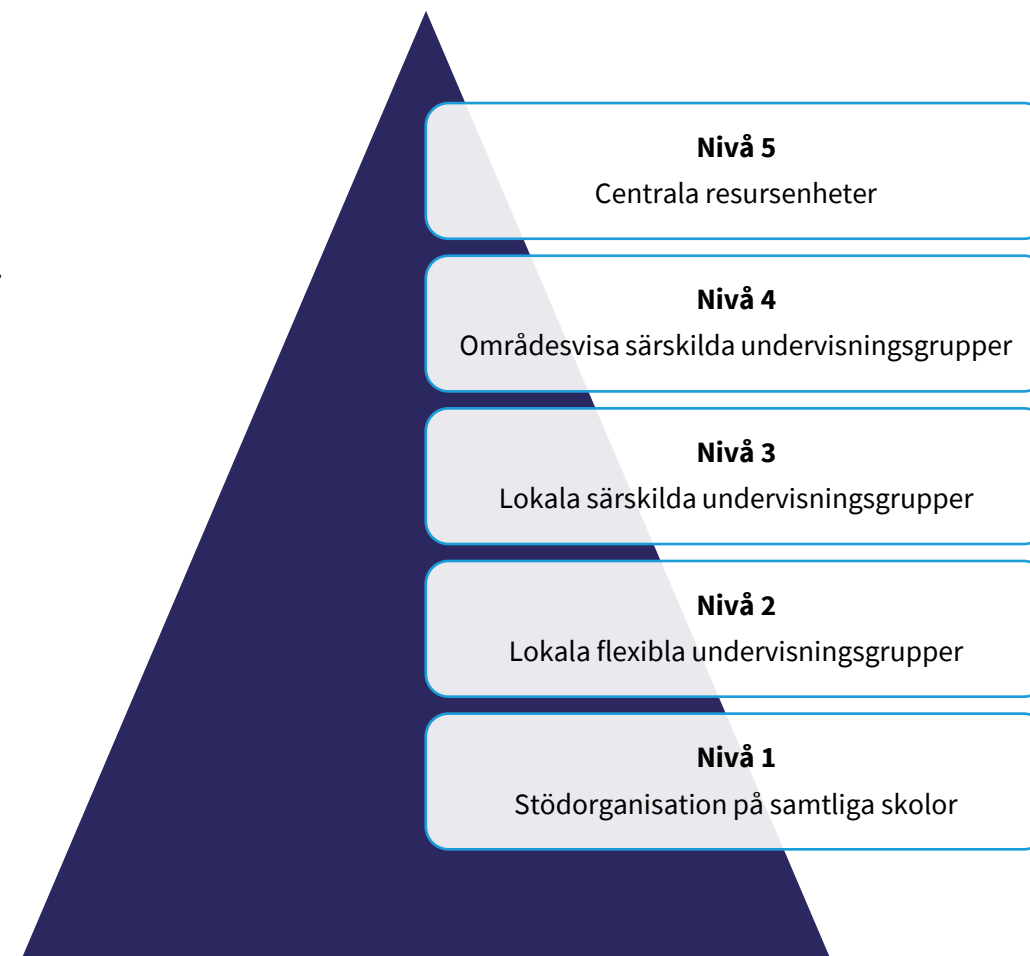 Nivå 5
Centrala resursenheter
Nivå 4
Områdesvisa särskilda undervisningsgrupper
Nivå 3
Lokala särskilda undervisningsgrupper
Nivå 2
Lokala flexibla undervisningsgrupper
Nivå 1
Stödorganisation på samtliga skolor